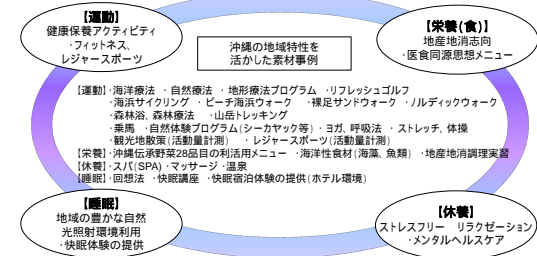 【運動】
健康保養アクティビティ
・フィットネス、
レジャースポーツ
【栄養(食)】
地産地消志向
・医食同源思想メニュー
沖縄の地域特性を
活かした素材事例
【運動】・海洋療法 ・自然療法 ・地形療法プログラム ・リフレッシュゴルフ
・海浜サイクリング ・ビーチ海浜ウォーク ・裸足サンドウォーク ・ノルディックウォーク
・森林浴、森林療法 ・山岳トレッキング
・乗馬 ・自然体験プログラム(シーカヤック等) ・ヨガ、呼吸法 ・ストレッチ、体操
・観光地散策(活動量計測) ・レジャースポーツ(活動量計測)
【栄養】・沖縄伝承野菜28品目の利活用メニュー ・海洋性食材(海藻、魚類) ・地産地消調理実習
【休養】・スパ(SPA)・マッサージ ・温泉
【睡眠】・回想法 ・快眠講座 ・快眠宿泊体験の提供(ホテル環境)
【睡眠】
地域の豊かな自然
光照射環境利用
・快眠体験の提供
【休養】
ストレスフリー リラクゼーション
・メンタルヘルスケア